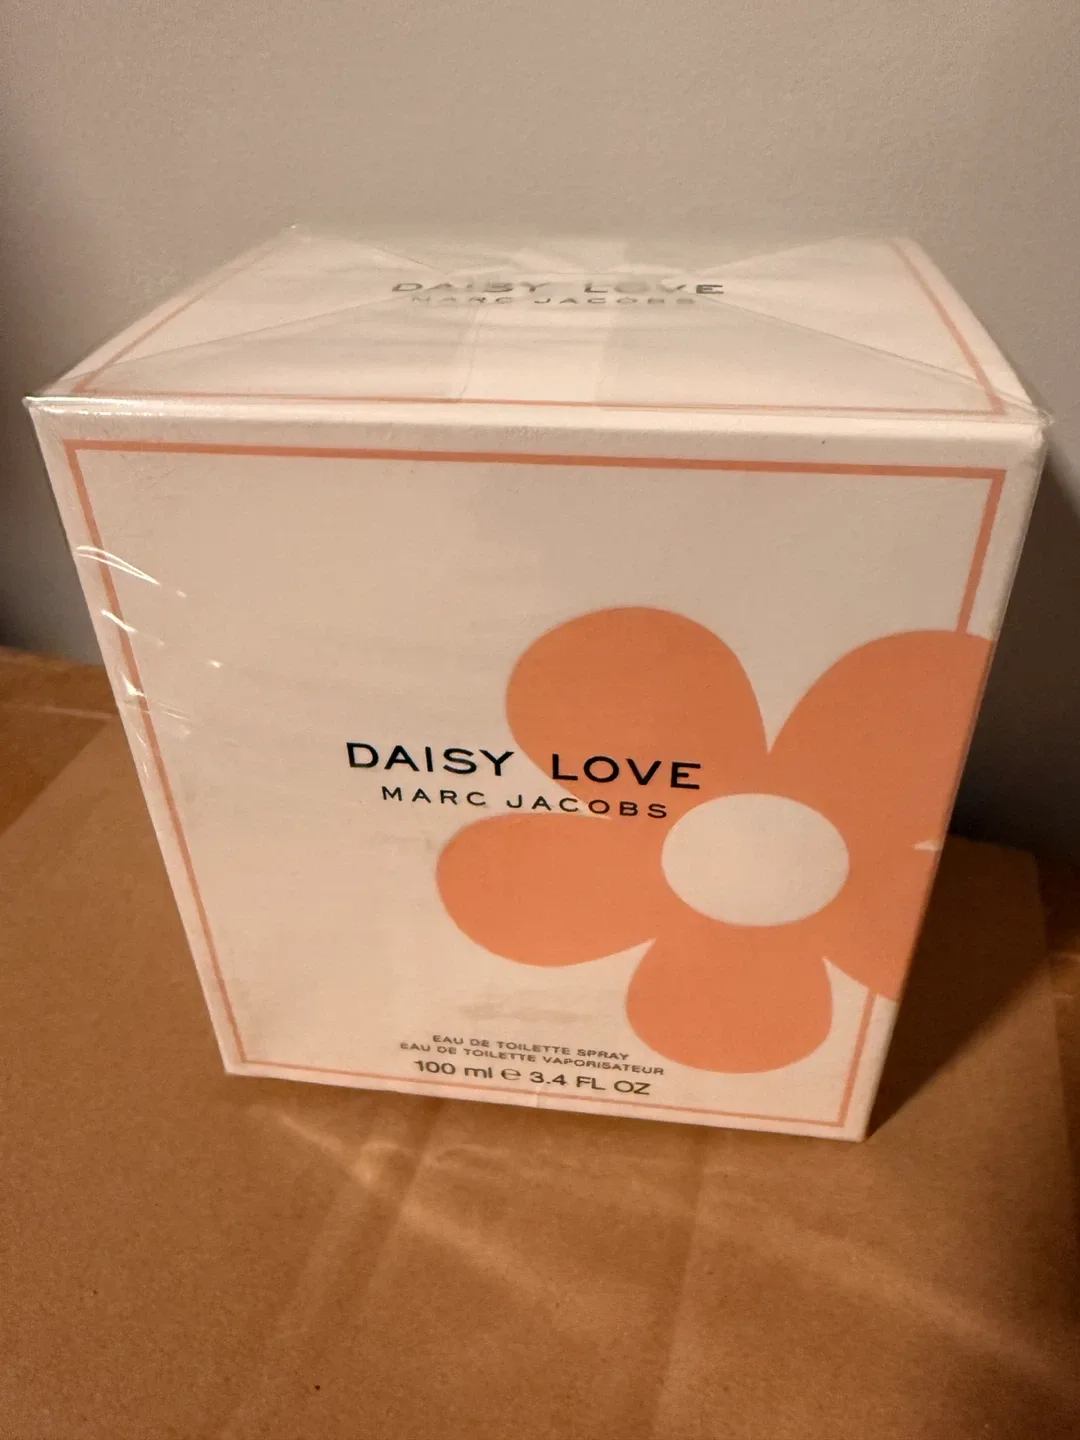 DAISY LOVE
MARC JACOBS
DAISY LOVE
MARC JACOBS
EAU DE TOILETTE SPRAY
EAU DE TOILETTE VAPORISATEUR
100 ml ℮ 3.4 FL OZ